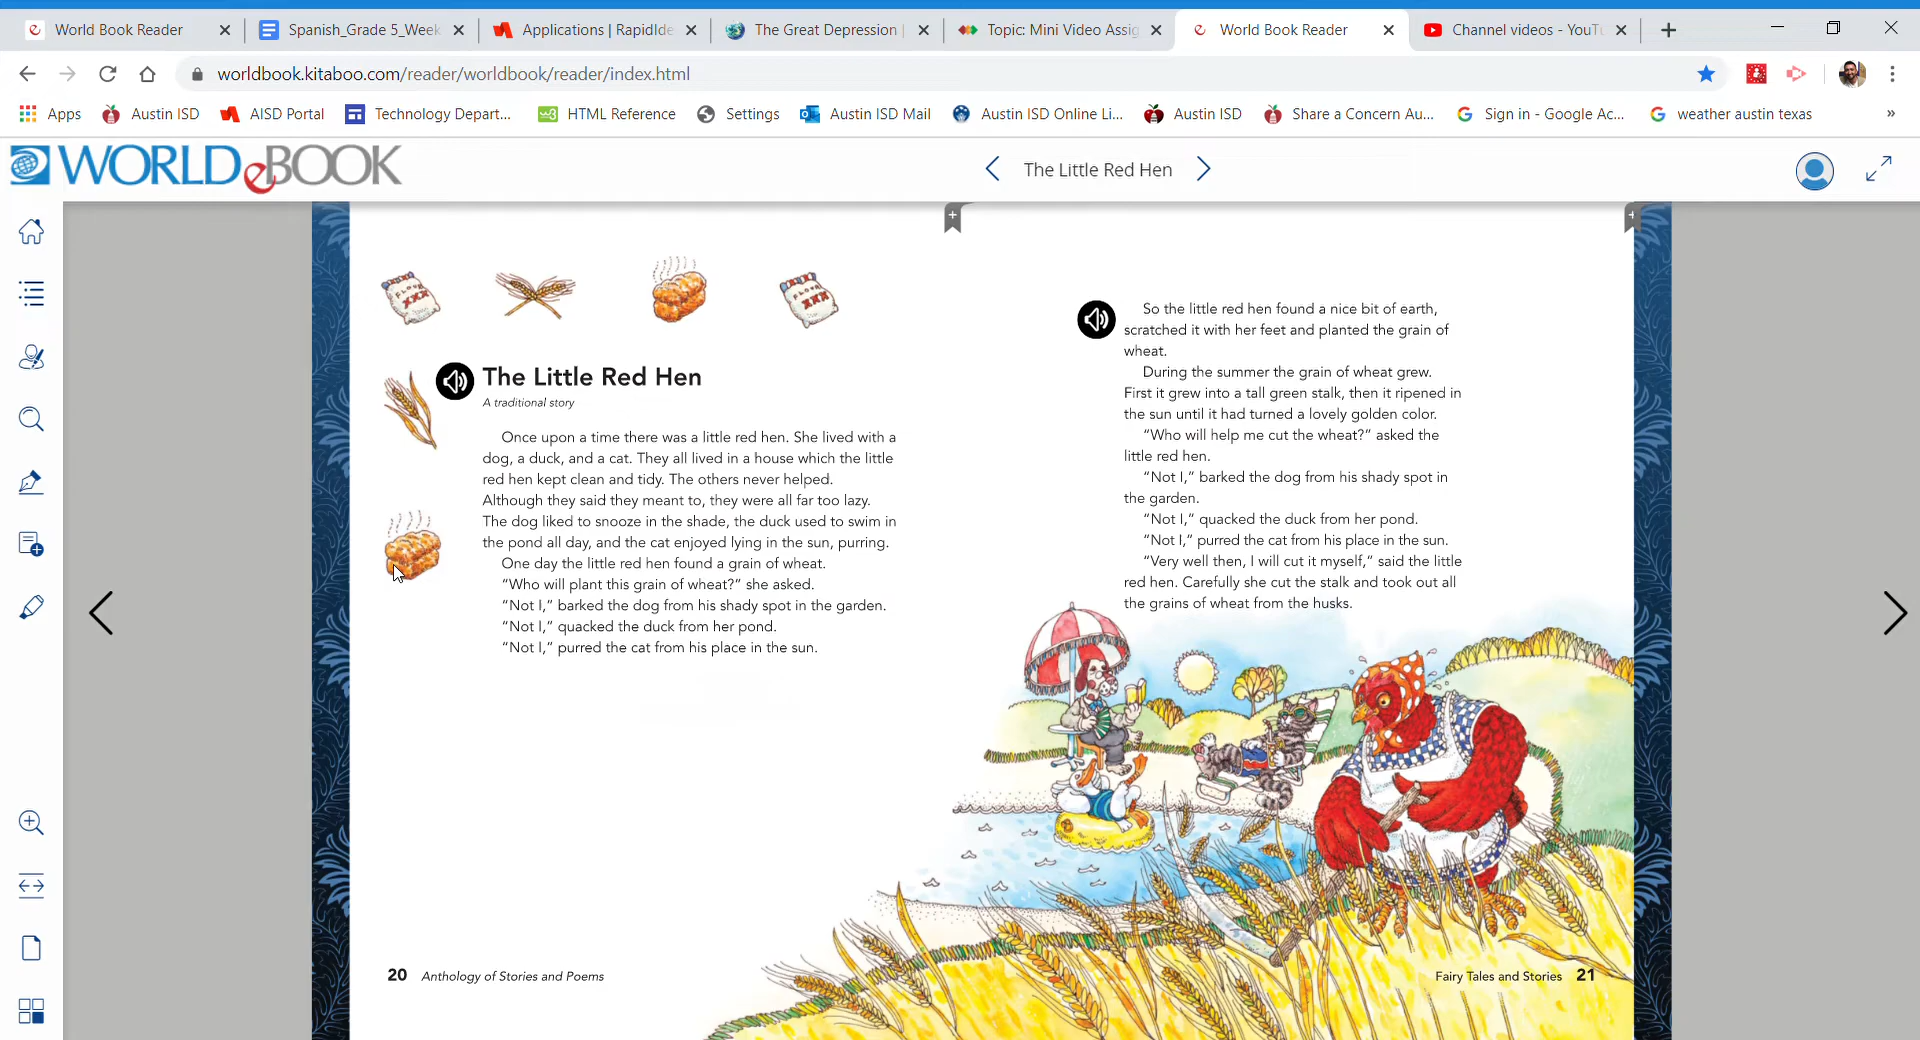 World Book Reader
Spanish_Grade 5_Week
Applications | RapidIde
The Great Depression |
Topic: Mini Video Assig
World Book Reader
Channel videos - YouTu
worldbook.kitaboo.com/reader/worldbook/reader/index.html
Apps Austin ISD AISD Portal Technology Depart... HTML Reference Settings Austin ISD Mail Austin ISD Online Li... Austin ISD Share a Concern Au... Sign in - Google Ac... weather austin texas »
WORLD eBOOK
The Little Red Hen
FLOUR XXX
FLOUR XXX
The Little Red Hen
A traditional story
Once upon a time there was a little red hen. She lived with a
dog, a duck, and a cat. They all lived in a house which the little
red hen kept clean and tidy. The others never helped.
Although they said they meant to, they were all far too lazy.
The dog liked to snooze in the shade, the duck used to swim in
the pond all day, and the cat enjoyed lying in the sun, purring.
One day the little red hen found a grain of wheat.
“Who will plant this grain of wheat?” she asked.
“Not I,” barked the dog from his shady spot in the garden.
“Not I,” quacked the duck from her pond.
“Not I,” purred the cat from his place in the sun.
20 Anthology of Stories and Poems
So the little red hen found a nice bit of earth,
scratched it with her feet and planted the grain of
wheat.
During the summer the grain of wheat grew.
First it grew into a tall green stalk, then it ripened in
the sun until it had turned a lovely golden color.
“Who will help me cut the wheat?” asked the
little red hen.
“Not I,” barked the dog from his shady spot in
the garden.
“Not I,” quacked the duck from her pond.
“Not I,” purred the cat from his place in the sun.
“Very well then, I will cut it myself,” said the little
red hen. Carefully she cut the stalk and took out all
the grains of wheat from the husks.
Fairy Tales and Stories 21